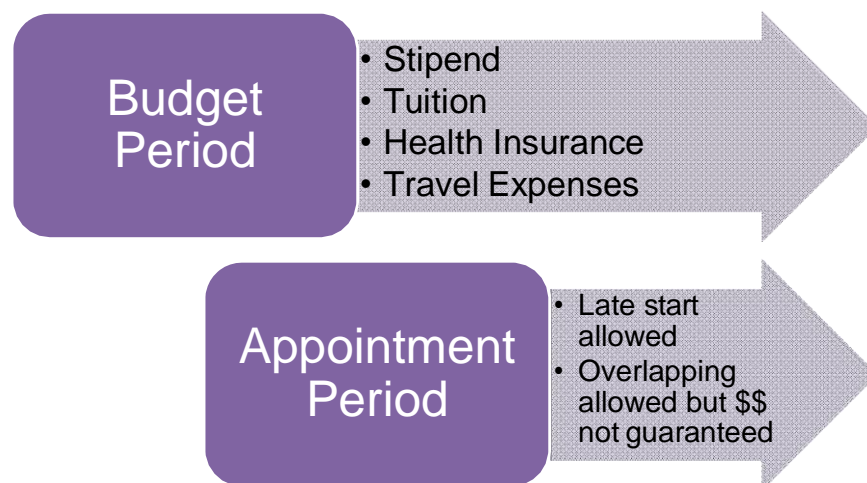 Budget
Period
• Stipend
• Tuition
• Health Insurance
• Travel Expenses
Appointment
Period
• Late start
allowed
• Overlapping
allowed but $$
not guaranteed